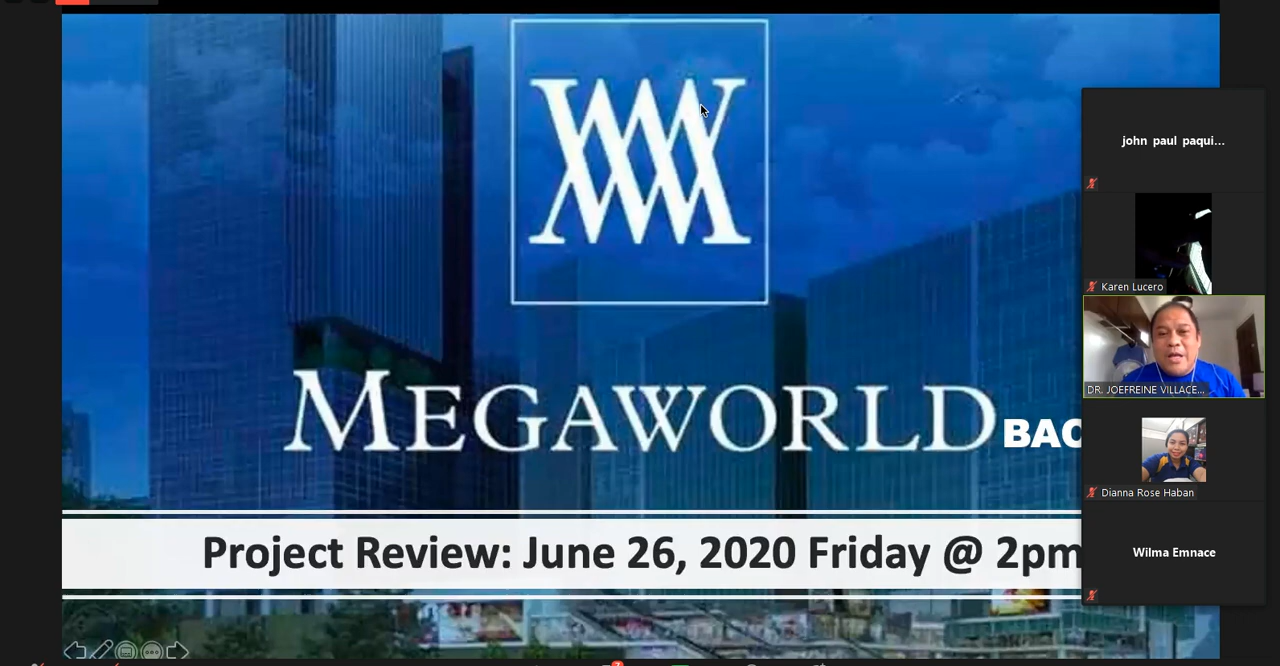 MEGAWORLD BAC
Project Review: June 26, 2020 Friday @ 2pm
john paul paqui...
Karen Lucero
DR. JOEFREINE VILLACE...
Dianna Rose Haban
Wilma Emnace